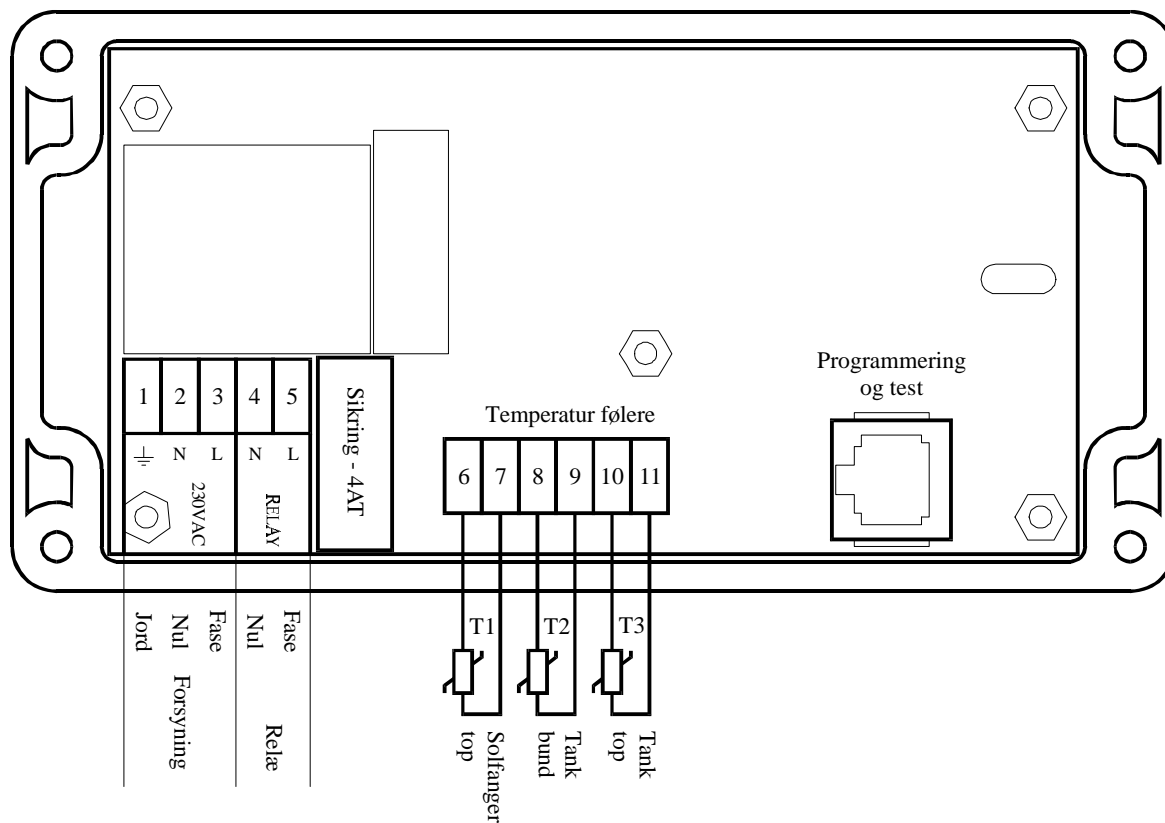 Programmering
og test
Temperatur følere
1 2 3 4 5
N L N L
230VAC
RELAY
Sikring - 4AT
6 7 8 9 10 11
Jord
Nul
Fase
Nul
Fase
Forsyning
Relæ
T1 T2 T3
Solfanger
top
Tank
bund
Tank
top